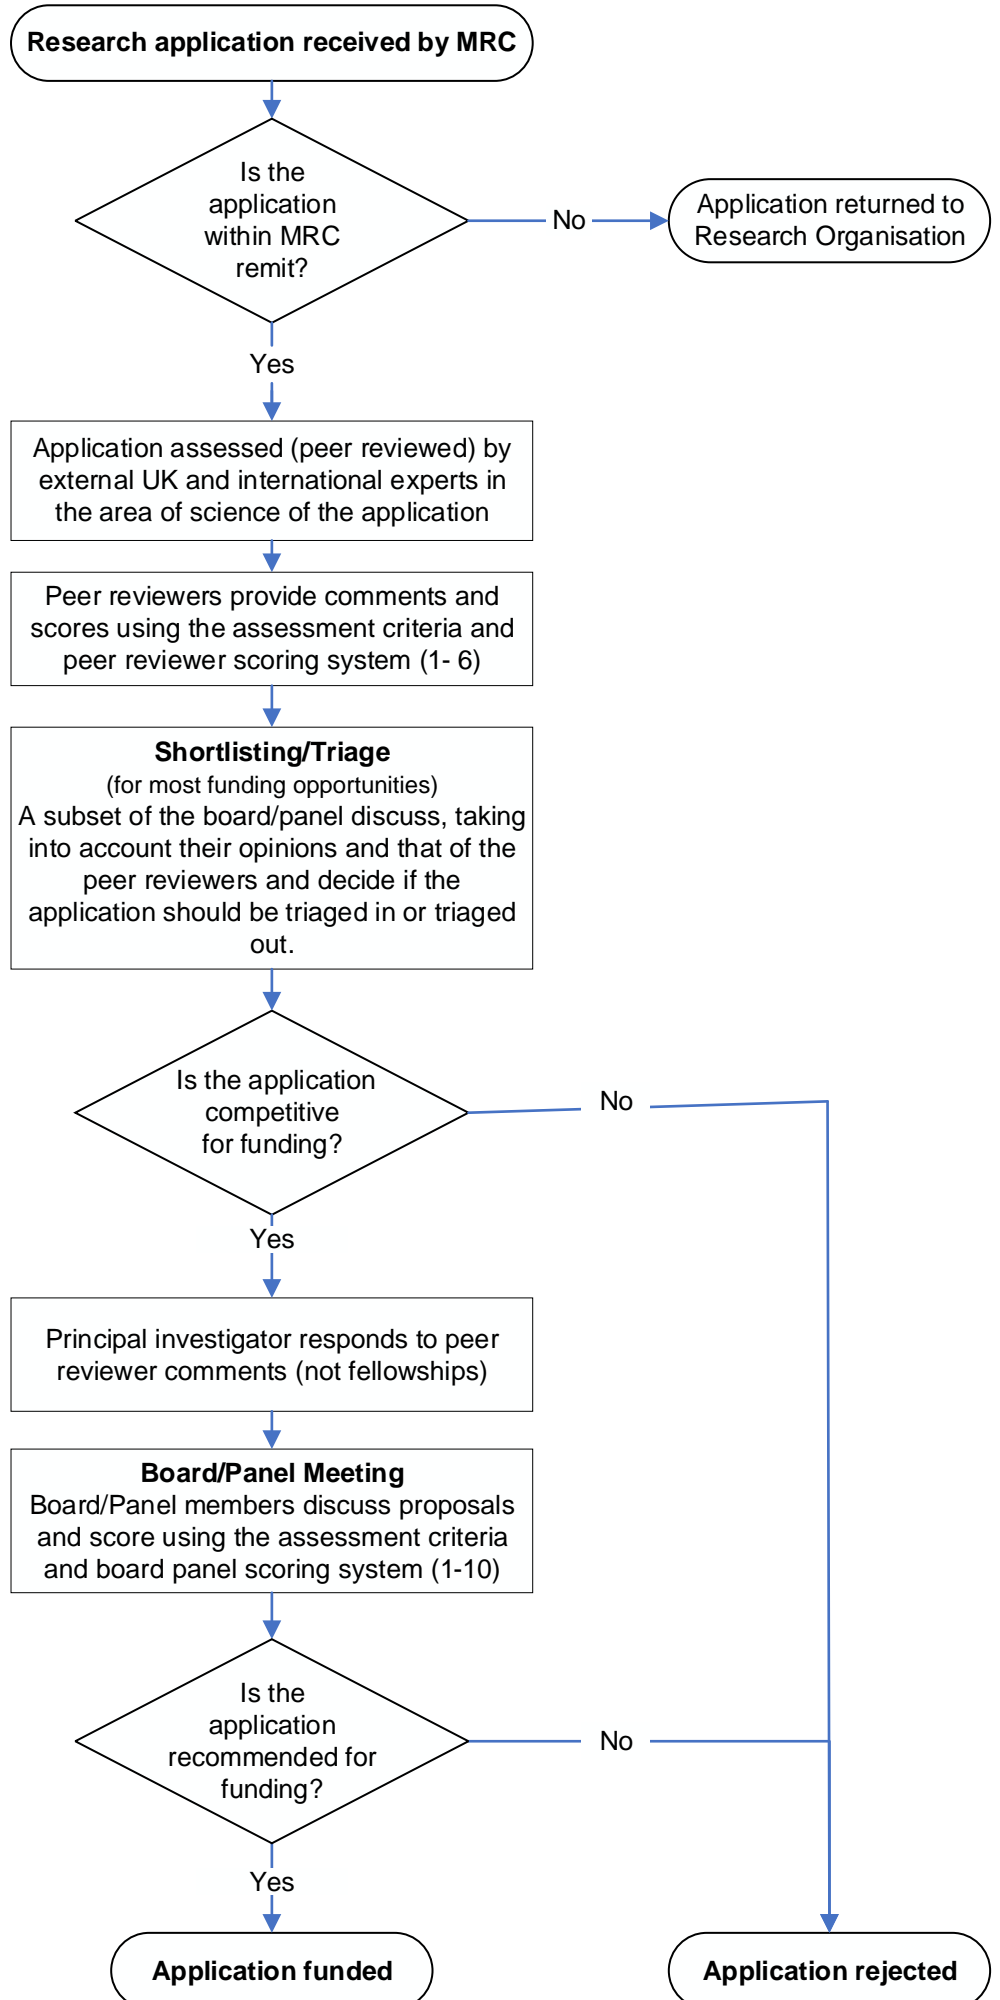 Research application received by MRC
Is the
application
within MRC
remit?
No
Application returned to
Research Organisation
Yes
Application assessed (peer reviewed) by
external UK and international experts in
the area of science of the application
Peer reviewers provide comments and
scores using the assessment criteria and
peer reviewer scoring system (1- 6)
Shortlisting/Triage
(for most funding opportunities)
A subset of the board/panel discuss, taking
into account their opinions and that of the
peer reviewers and decide if the
application should be triaged in or triaged
out.
Is the application
competitive
for funding?
No
Yes
Principal investigator responds to peer
reviewer comments (not fellowships)
Board/Panel Meeting
Board/Panel members discuss proposals
and score using the assessment criteria
and board panel scoring system (1-10)
Is the
application
recommended for
funding?
No
Yes
Application funded
Application rejected